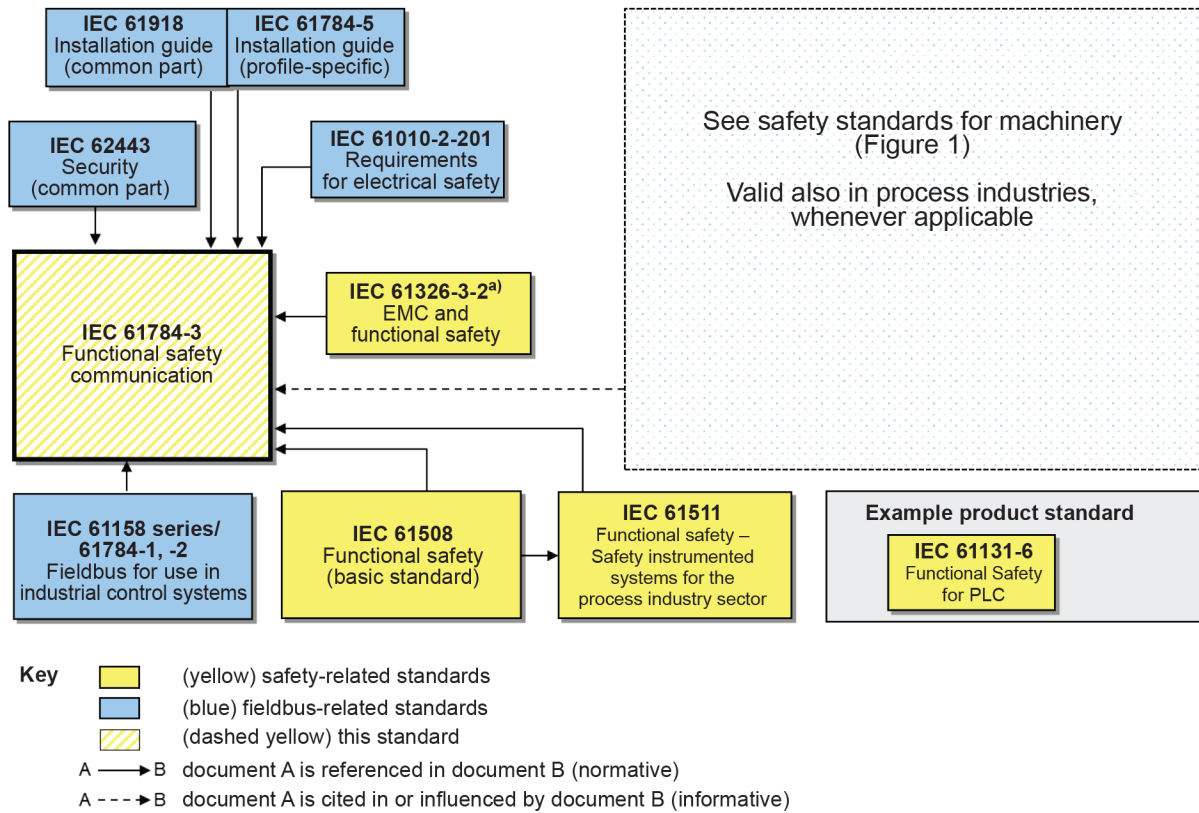 IEC 61918
Installation guide
(common part)
IEC 61784-5
Installation guide
(profile-specific)
IEC 62443
Security
(common part)
IEC 61010-2-201
Requirements
for electrical safety
See safety standards for machinery
(Figure 1)
Valid also in process industries,
whenever applicable
IEC 61784-3
Functional safety
communication
IEC 61326-3-2a)
EMC and
functional safety
IEC 61158 series/
61784-1, -2
Fieldbus for use in
industrial control systems
IEC 61508
Functional safety
(basic standard)
IEC 61511
Functional safety –
Safety instrumented
systems for the
process industry sector
Example product standard
IEC 61131-6
Functional Safety
for PLC
Key
(yellow) safety-related standards
(blue) fieldbus-related standards
(dashed yellow) this standard
A B document A is referenced in document B (normative)
A B document A is cited in or influenced by document B (informative)